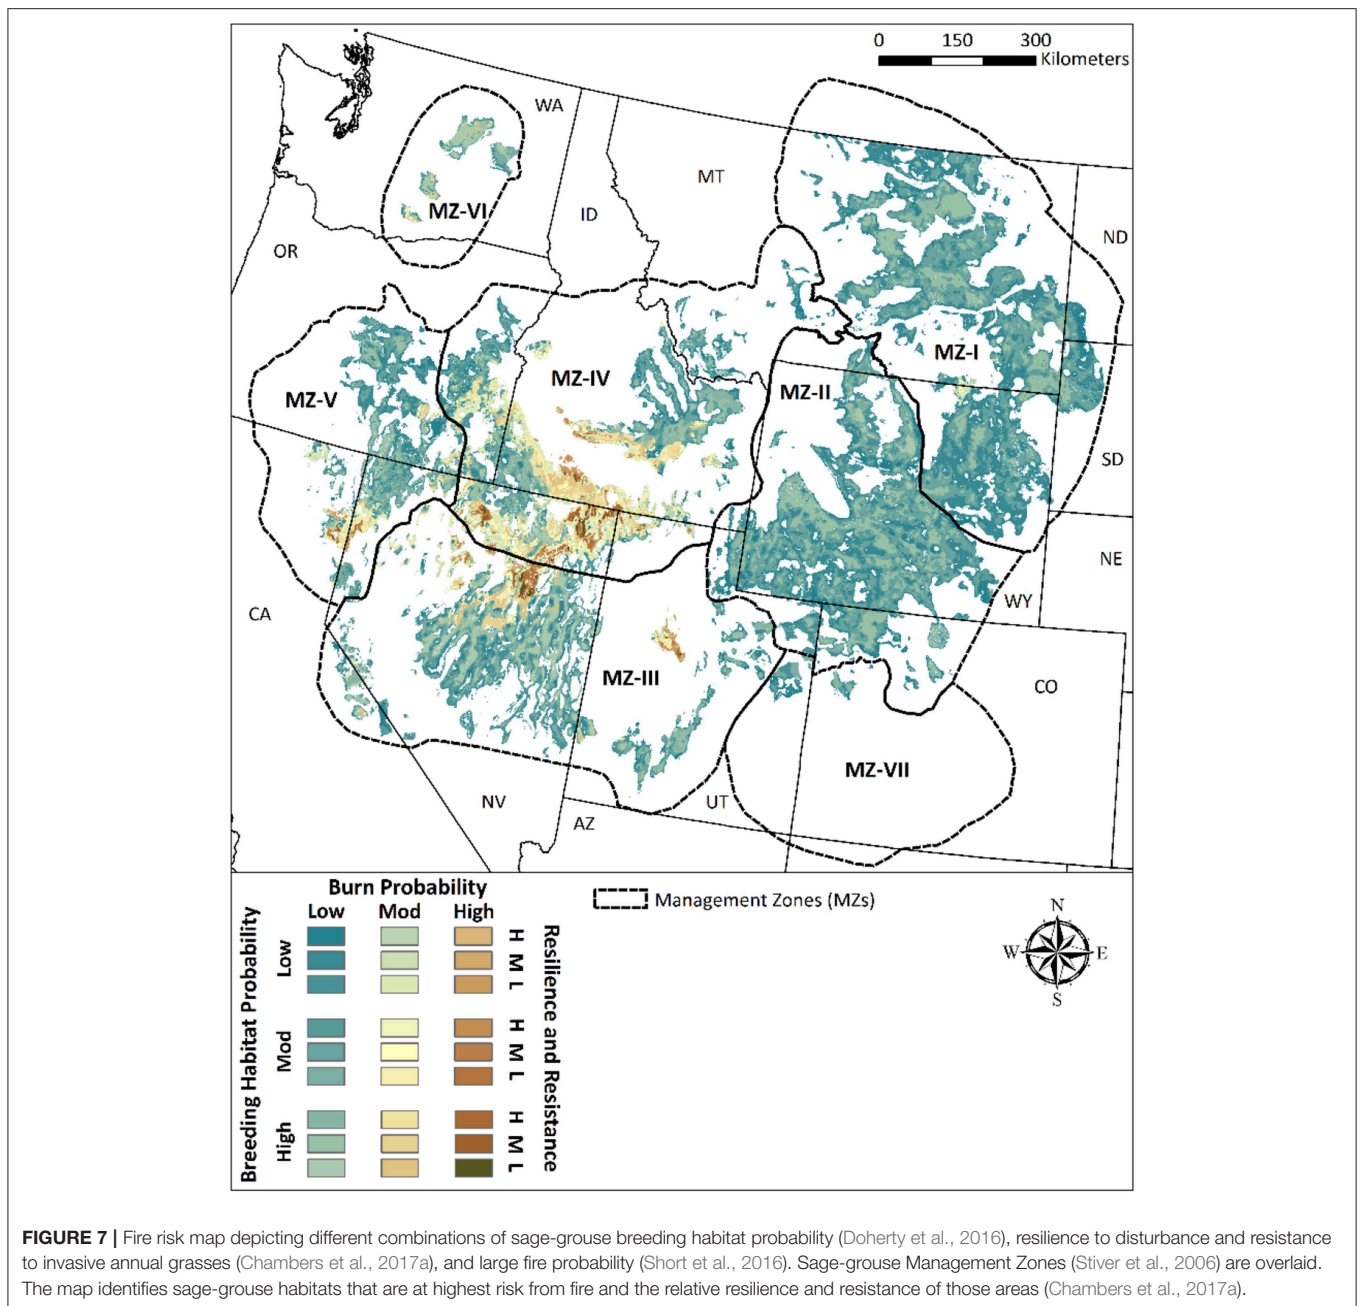 0 150 300
Kilometers
WA
MT
MZ-VI
ID
ND
OR
MZ-I
MZ-IV
MZ-II
MZ-V
SD
NE
WY
CA
MZ-III
CO
MZ-VII
NV
UT
AZ
Burn Probability
Low Mod High
Management Zones (MZs)
Breeding Habitat Probability
Low
Mod
High
H
M
L
H
M
L
H
M
L
Resilience and Resistance
N
W E
S
FIGURE 7 | Fire risk map depicting different combinations of sage-grouse breeding habitat probability (Doherty et al., 2016), resilience to disturbance and resistance
to invasive annual grasses (Chambers et al., 2017a), and large fire probability (Short et al., 2016). Sage-grouse Management Zones (Stiver et al., 2006) are overlaid.
The map identifies sage-grouse habitats that are at highest risk from fire and the relative resilience and resistance of those areas (Chambers et al., 2017a).